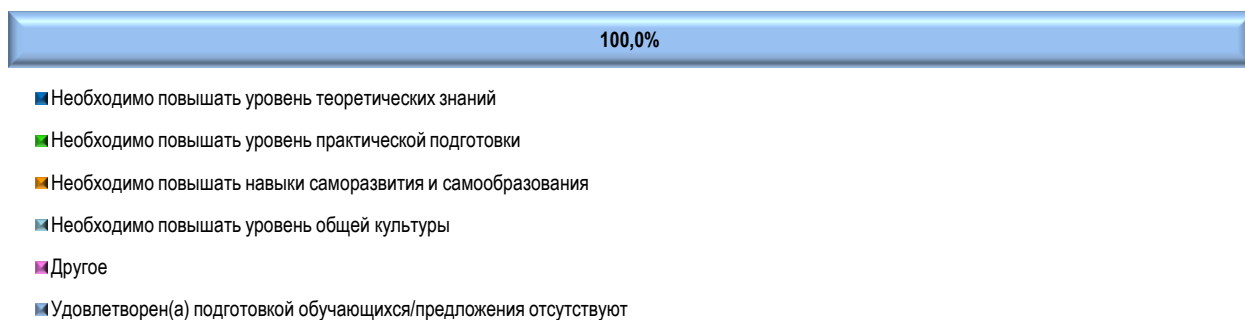 100,0%
Необходимо повышать уровень теоретических знаний
Необходимо повышать уровень практической подготовки
Необходимо повышать навыки саморазвития и самообразования
Необходимо повышать уровень общей культуры
Другое
Удовлетворен(а) подготовкой обучающихся/предложения отсутствуют